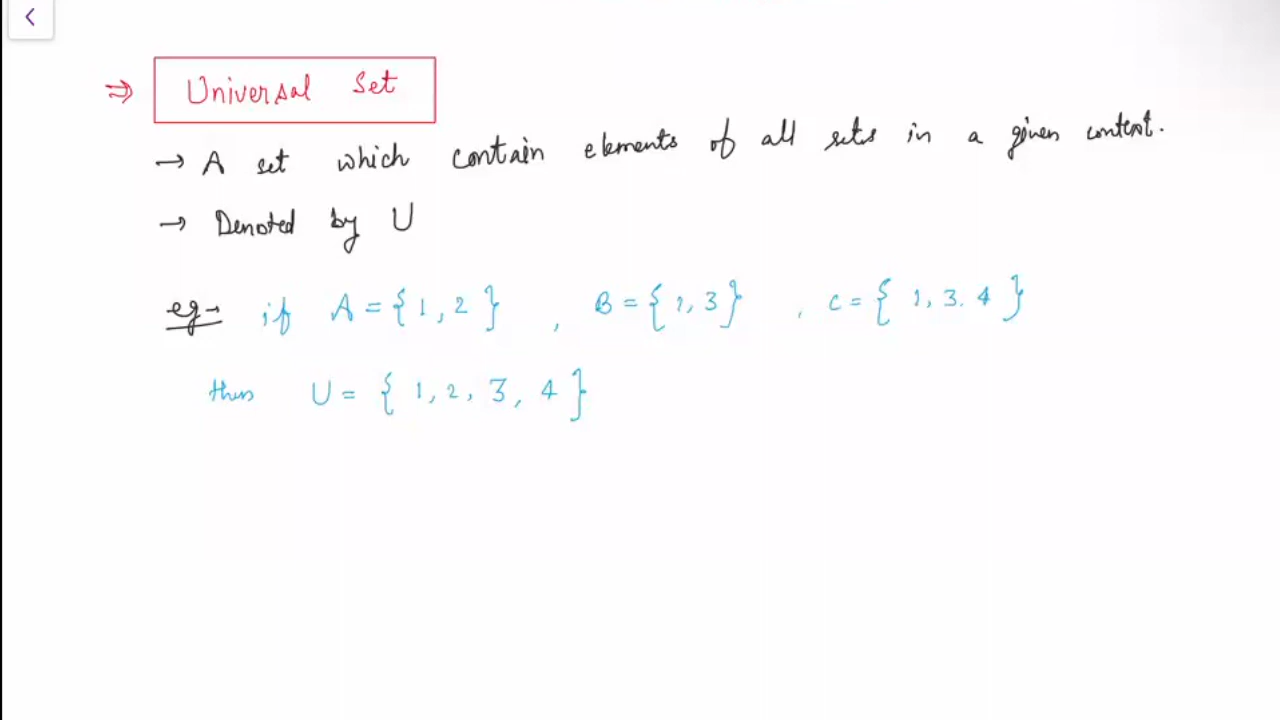 ⇒ Universal Set
→ A set which contain elements of all sets in a given context.
→ Denoted by U
eg→ if A = { 1, 2 } , B = { 1, 3 } , C = { 1, 3. 4 }
then U = { 1, 2, 3, 4 }